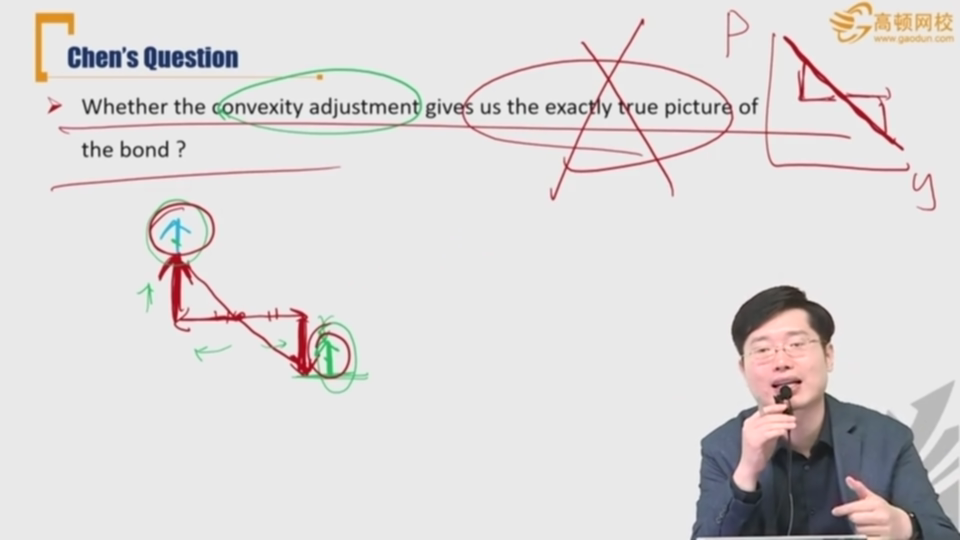 高顿网校
www.gaodun.com
Chen's Question
P
Whether the convexity adjustment gives us the exactly true picture of
the bond ?
y